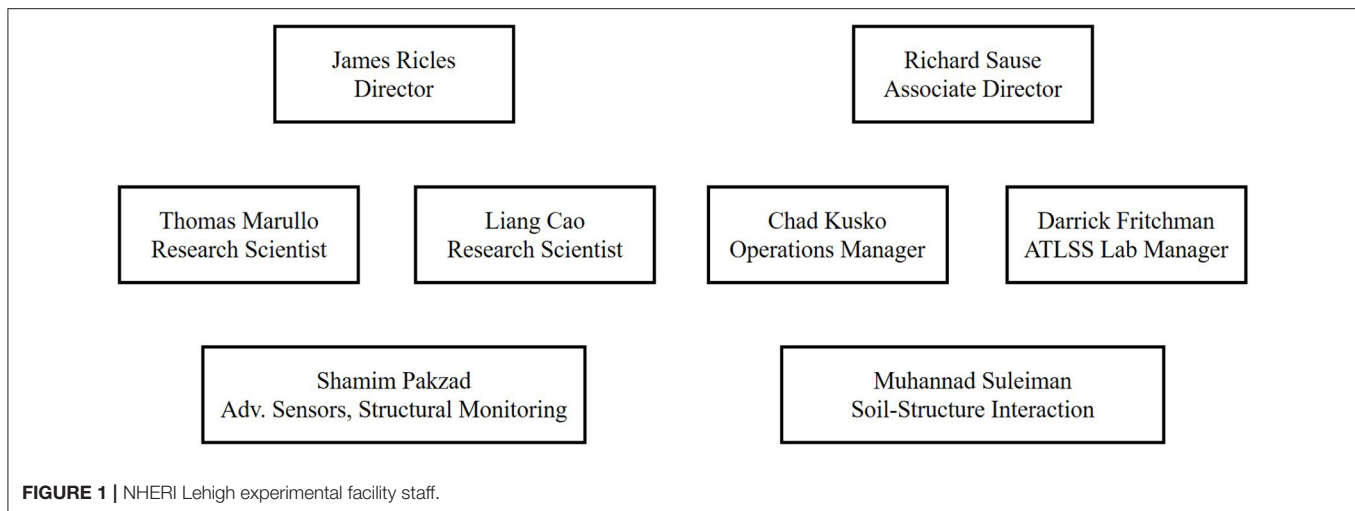 James Ricles
Director
Richard Sause
Associate Director
Thomas Marullo
Research Scientist
Liang Cao
Research Scientist
Chad Kusko
Operations Manager
Darrick Fritchman
ATLSS Lab Manager
Shamim Pakzad
Adv. Sensors, Structural Monitoring
Muhannad Suleiman
Soil-Structure Interaction
FIGURE 1 | NHERI Lehigh experimental facility staff.